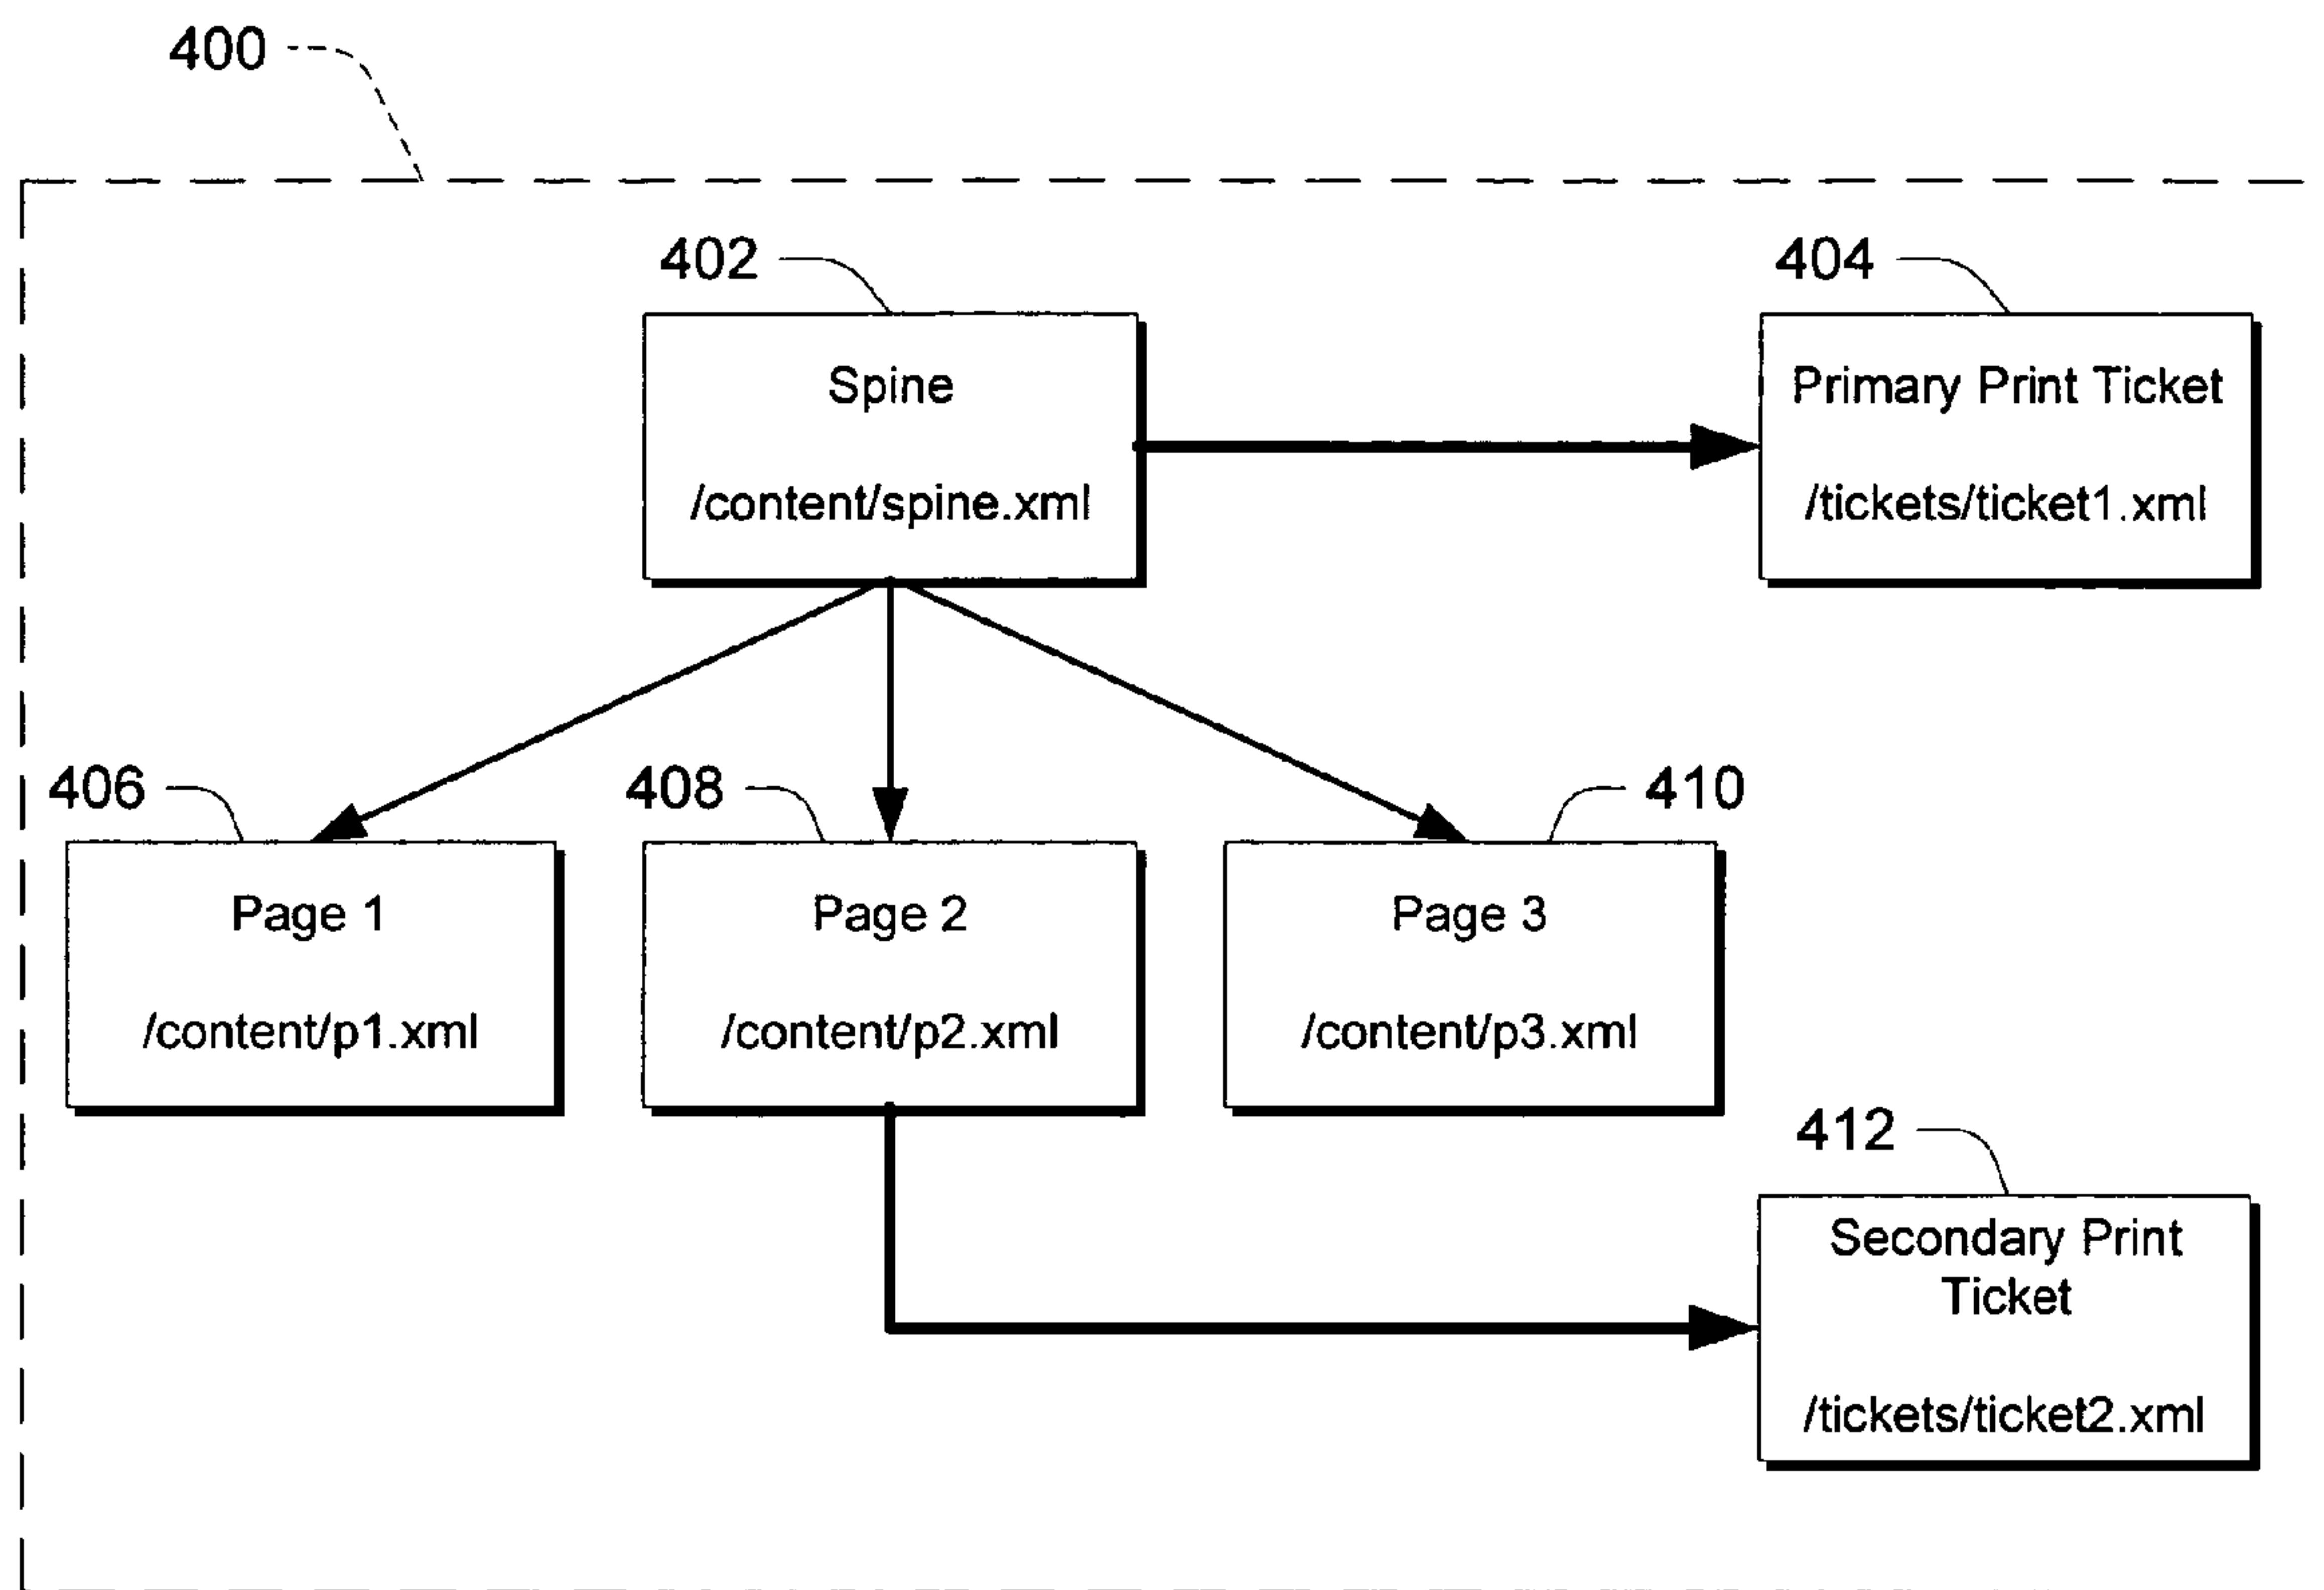 400
402
404
Spine
/content/spine.xml
Primary Print Ticket
/tickets/ticket1.xml
406
408
410
Page 1
/content/p1.xml
Page 2
/content/p2.xml
Page 3
/content/p3.xml
412
Secondary Print
Ticket
/tickets/ticket2.xml